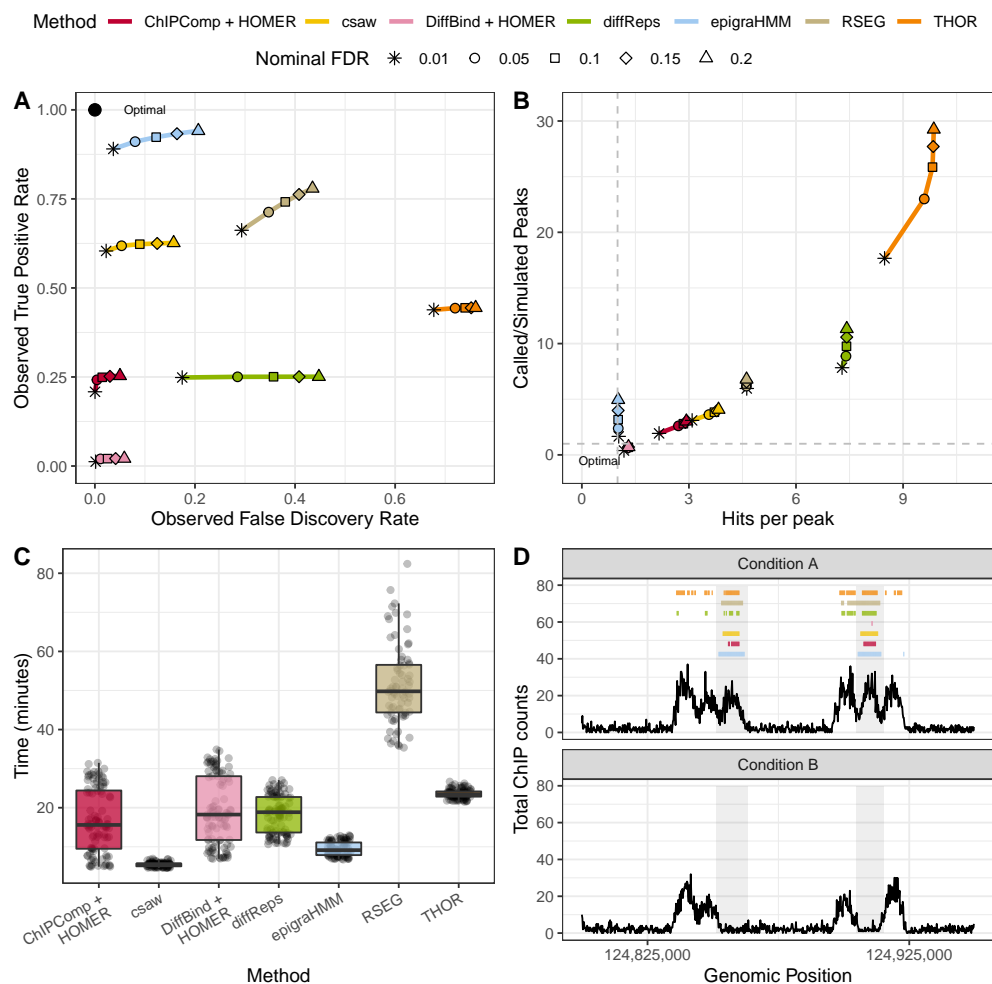 Method ChIPComp + HOMER csaw DiffBind + HOMER diffReps epigraHMM RSEG THOR
Nominal FDR 0.01 0.05 0.1 0.15 0.2
A
Optimal
1.00
0.75
0.50
0.25
0.00
Observed True Positive Rate
0.0 0.2 0.4 0.6
Observed False Discovery Rate
B
30
20
10
0
Called/Simulated Peaks
Optimal
0 3 6 9
Hits per peak
C
80
60
40
20
Time (minutes)
ChIPComp +
HOMER
csaw
DiffBind +
HOMER
diffReps
epigraHMM
RSEG
THOR
Method
D
Condition A
80
60
40
20
0
Total ChIP counts
Condition B
80
60
40
20
0
124,825,000 124,925,000
Genomic Position